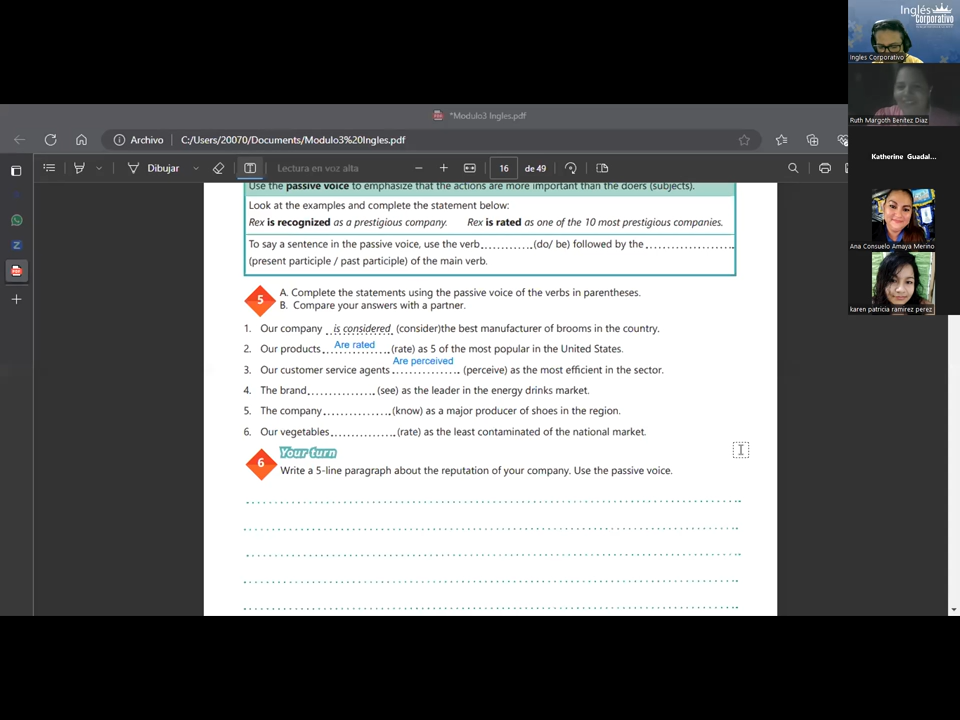 Inglés
Corporativo
Ingles Corporativo
Ruth Margoth Benitez Diaz
Katherine Guadal...
Ana Consuelo Amaya Merino
karen patricia ramirez perez
*Modulo3 Ingles.pdf
Archivo C:/Users/20070/Documents/Modulo3%20Ingles.pdf
Dibujar Lectura en voz alta 16 de 49
Use the passive voice to emphasize that the actions are more important than the doers (subjects).
Look at the examples and complete the statement below:
Rex is recognized as a prestigious company. Rex is rated as one of the 10 most prestigious companies.
To say a sentence in the passive voice, use the verb............(do/ be) followed by the .....................
(present participle / past participle) of the main verb.
5 A. Complete the statements using the passive voice of the verbs in parentheses.
B. Compare your answers with a partner.
1. Our company is considered (consider)the best manufacturer of brooms in the country.
2. Our products Are rated (rate) as 5 of the most popular in the United States.
3. Our customer service agents Are perceived (perceive) as the most efficient in the sector.
4. The brand............... (see) as the leader in the energy drinks market.
5. The company............... (know) as a major producer of shoes in the region.
6. Our vegetables............... (rate) as the least contaminated of the national market.
6 Your turn
Write a 5-line paragraph about the reputation of your company. Use the passive voice.